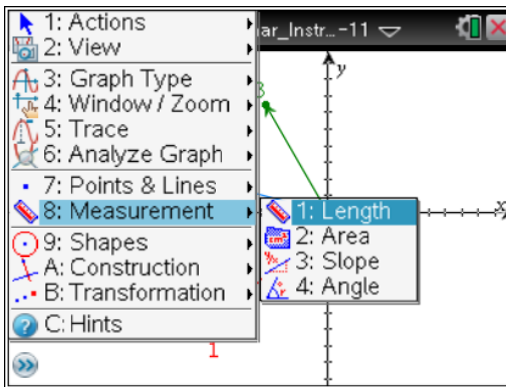 1: Actions
ar_Instr...-11
2: View
y
3: Graph Type
4: Window / Zoom
5: Trace
6: Analyze Graph
7: Points & Lines
8: Measurement
1: Length
x
2: Area
9: Shapes
3: Slope
A: Construction
4: Angle
B: Transformation
C: Hints
1